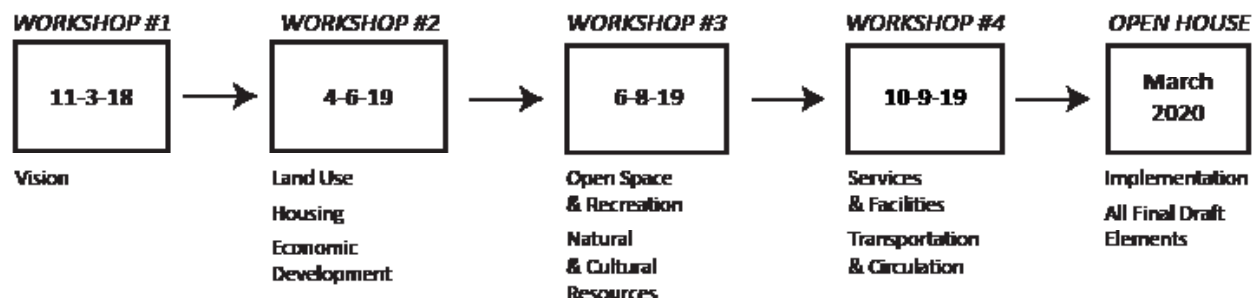 WORKSHOP #1
11-3-18
Vision
WORKSHOP #2
4-6-19
Land Use
Housing
Economic
Development
WORKSHOP #3
6-8-19
Open Space
& Recreation
Natural
& Cultural
Resources
WORKSHOP #4
10-9-19
Services
& Facilities
Transportation
& Circulation
OPEN HOUSE
March
2020
Implementation
All Final Draft
Elements